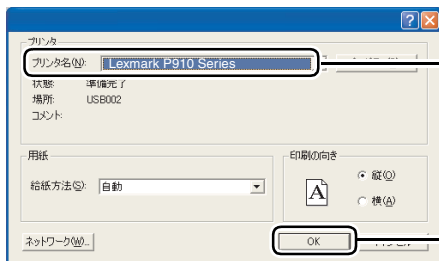 プリンタ
プリンタ名(N): Lexmark P910 Series
状態: 準備完了
場所: USB002
コメント:
用紙
印刷の向き
給紙方法(S): 自動
A
縦(O)
横(A)
ネットワーク(W)...
OK